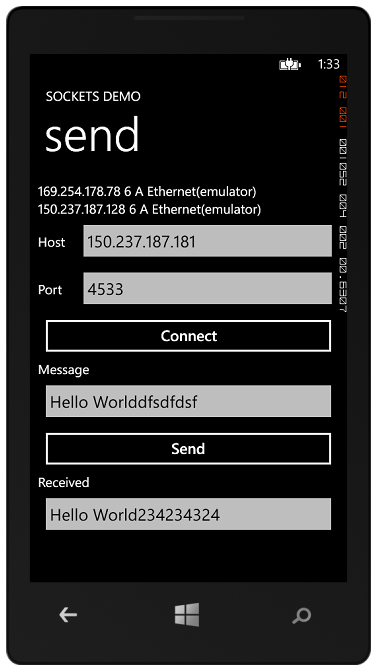 1:33
SOCKETS DEMO
send
169.254.178.78 6 A Ethernet(emulator)
150.237.187.128 6 A Ethernet(emulator)
Host 150.237.187.181
Port 4533
Connect
Message
Hello Worlddfsdfdsf
Send
Received
Hello World234234324
012 001 001052 004 002 00.6307